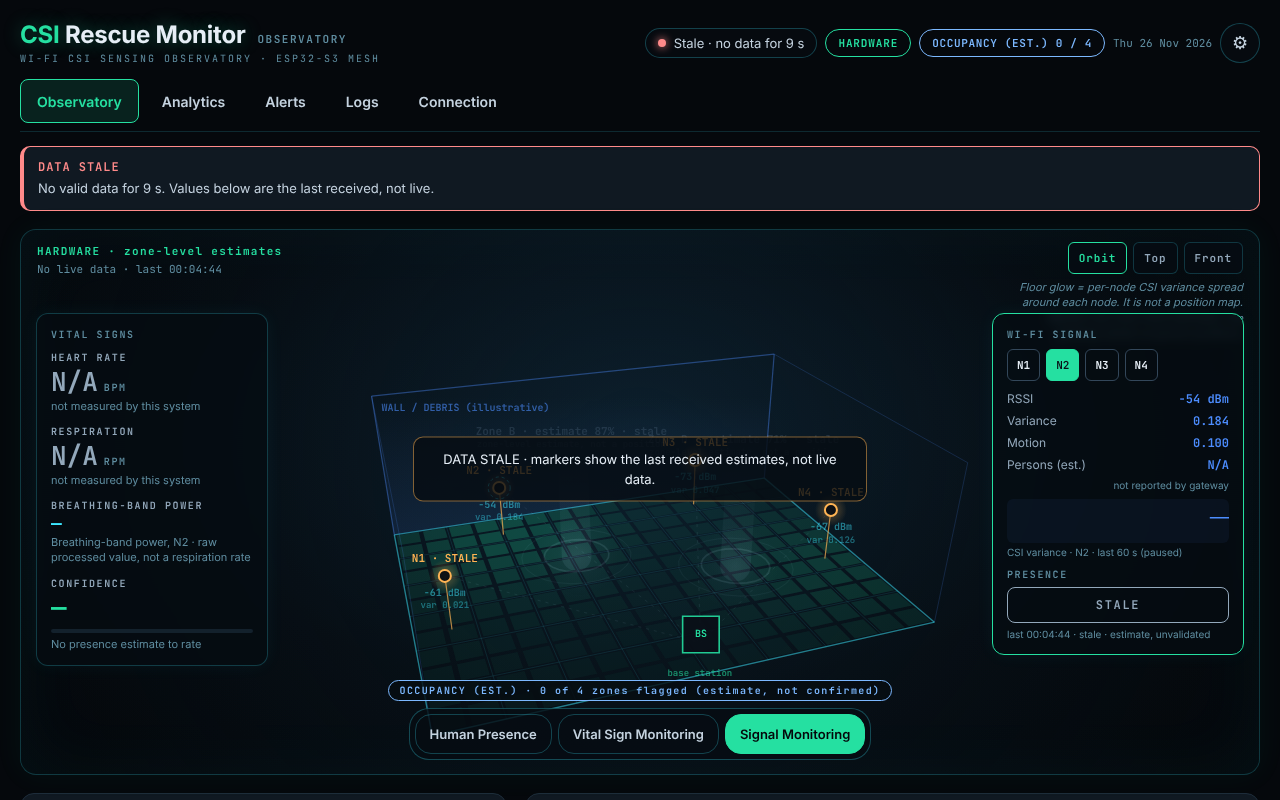 CSI Rescue Monitor OBSERVATORY
WI-FI CSI SENSING OBSERVATORY · ESP32-S3 MESH
Stale · no data for 9 s
HARDWARE
OCCUPANCY (EST.) 0 / 4
Thu 26 Nov 2026
Observatory
Analytics
Alerts
Logs
Connection
DATA STALE
No valid data for 9 s. Values below are the last received, not live.
HARDWARE · zone-level estimates
No live data · last 00:04:44
Orbit
Top
Front
Floor glow = per-node CSI variance spread
around each node. It is not a position map.
VITAL SIGNS
HEART RATE
N/A BPM
not measured by this system
RESPIRATION
N/A RPM
not measured by this system
BREATHING-BAND POWER
–
Breathing-band power, N2 · raw
processed value, not a respiration rate
CONFIDENCE
–
No presence estimate to rate
WALL / DEBRIS (illustrative)
Zone B · estimate 87% · stale
N3 · STALE
DATA STALE · markers show the last received estimates, not live
data.
N2 · STALE
-54 dBm
var 0.184
N4 · STALE
-67 dBm
var 0.126
N1 · STALE
-61 dBm
var 0.021
BS
base station
OCCUPANCY (EST.) · 0 of 4 zones flagged (estimate, not confirmed)
Human Presence
Vital Sign Monitoring
Signal Monitoring
WI-FI SIGNAL
N1
N2
N3
N4
RSSI -54 dBm
Variance 0.184
Motion 0.100
Persons (est.) N/A
not reported by gateway
CSI variance · N2 · last 60 s (paused)
PRESENCE
STALE
last 00:04:44 · stale · estimate, unvalidated